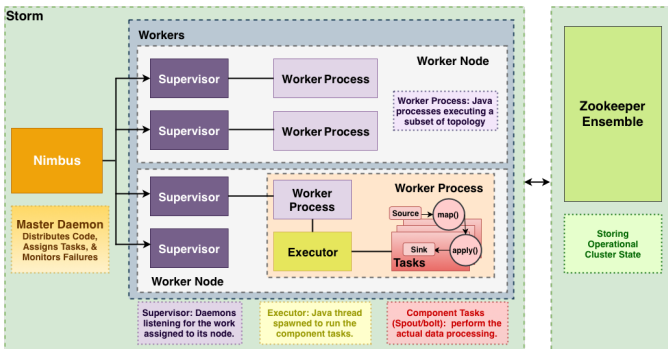 Storm
Workers
Worker Node
Supervisor
Worker Process
Worker Process: Java
processes executing a
subset of topology
Supervisor
Worker Process
Nimbus
Master Daemon
Distributes Code,
Assigns Tasks, &
Monitors Failures
Supervisor
Worker
Process
Worker Process
Source
map()
Executor
Sink
apply()
Tasks
Supervisor
Worker Node
Supervisor: Daemons
listening for the work
assigned to its node.
Executor: Java thread
spawned to run the
component tasks.
Component Tasks
(Spout/bolt): perform the
actual data processing.
Zookeeper
Ensemble
Storing
Operational
Cluster State